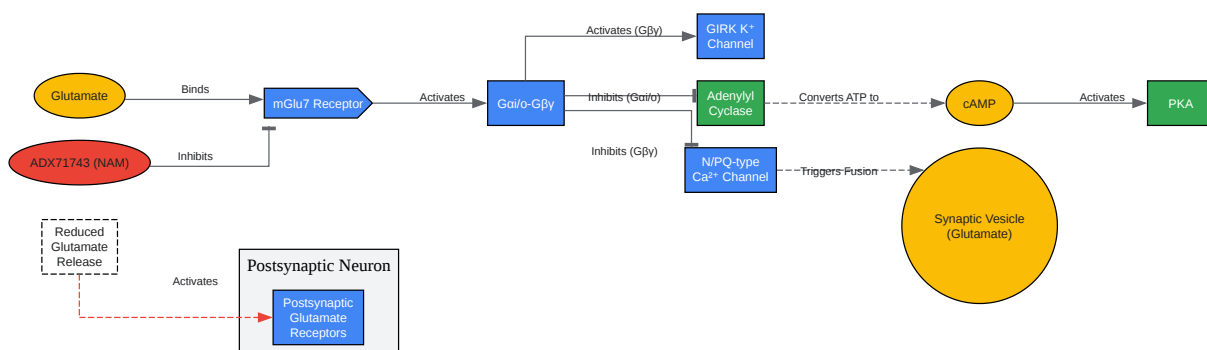 Activates (Gβγ)
GIRK K⁺
Channel
Glutamate
Binds
mGlu7 Receptor
Activates
Gαi/o-Gβγ
Inhibits (Gαi/o)
Adenylyl
Cyclase
Converts ATP to
cAMP
Activates
PKA
ADX71743 (NAM)
Inhibits
Inhibits (Gβγ)
N/PQ-type
Ca²⁺ Channel
Triggers Fusion
Synaptic Vesicle
(Glutamate)
Reduced
Glutamate
Release
Activates
Postsynaptic Neuron
Postsynaptic
Glutamate
Receptors